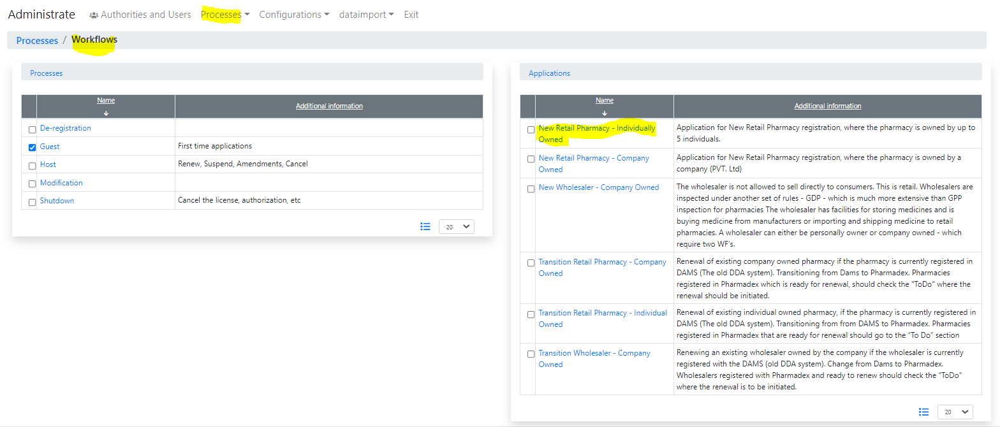 Administrate Authorities and Users Processes Configurations dataimport Exit
Processes / Workflows
Processes
Name
Additional information
De-registration
Guest First time applications
Host Renew, Suspend, Amendments, Cancel
Modification
Shutdown Cancel the license, authorization, etc
20
Applications
Name
Additional information
New Retail Pharmacy - Individually
Owned
Application for New Retail Pharmacy registration, where the pharmacy is owned by up to
5 individuals.
New Retail Pharmacy - Company
Owned
Application for New Retail Pharmacy registration, where the pharmacy is owned by a
company (PVT. Ltd)
New Wholesaler - Company Owned
The wholesaler is not allowed to sell directly to consumers. This is retail. Wholesalers are
inspected under another set of rules - GDP - which is much more extensive than GPP
inspection for pharmacies The wholesaler has facilities for storing medicines and is
buying medicine from manufacturers or importing and shipping medicine to retail
pharmacies. A wholesaler can either be personally owner or company owned - which
require two WF's.
Transition Retail Pharmacy - Company
Owned
Renewal of existing company owned pharmacy if the pharmacy is currently registered in
DAMS (The old DDA system). Transitioning from Dams to Pharmadex. Pharmacies
registered in Pharmadex which is ready for renewal, should check the "ToDo" where the
renewal should be initiated.
Transition Retail Pharmacy - Individual
Owned
Renewal of existing individual owned pharmacy, if the pharmacy is currently registered in
DAMS (The old DDA system). Transitioning from from DAMS to Pharmadex. Pharmacies
registered in Pharmadex that are ready for renewal should go to the “To Do” section
Transition Wholesaler - Company
Owned
Renewing an existing wholesaler owned by the company if the wholesaler is currently
registered with the DAMS (old DDA system). Change from Dams to Pharmadex.
Wholesalers registered with Pharmadex and ready to renew should check the "ToDo"
where the renewal is to be initiated.
20